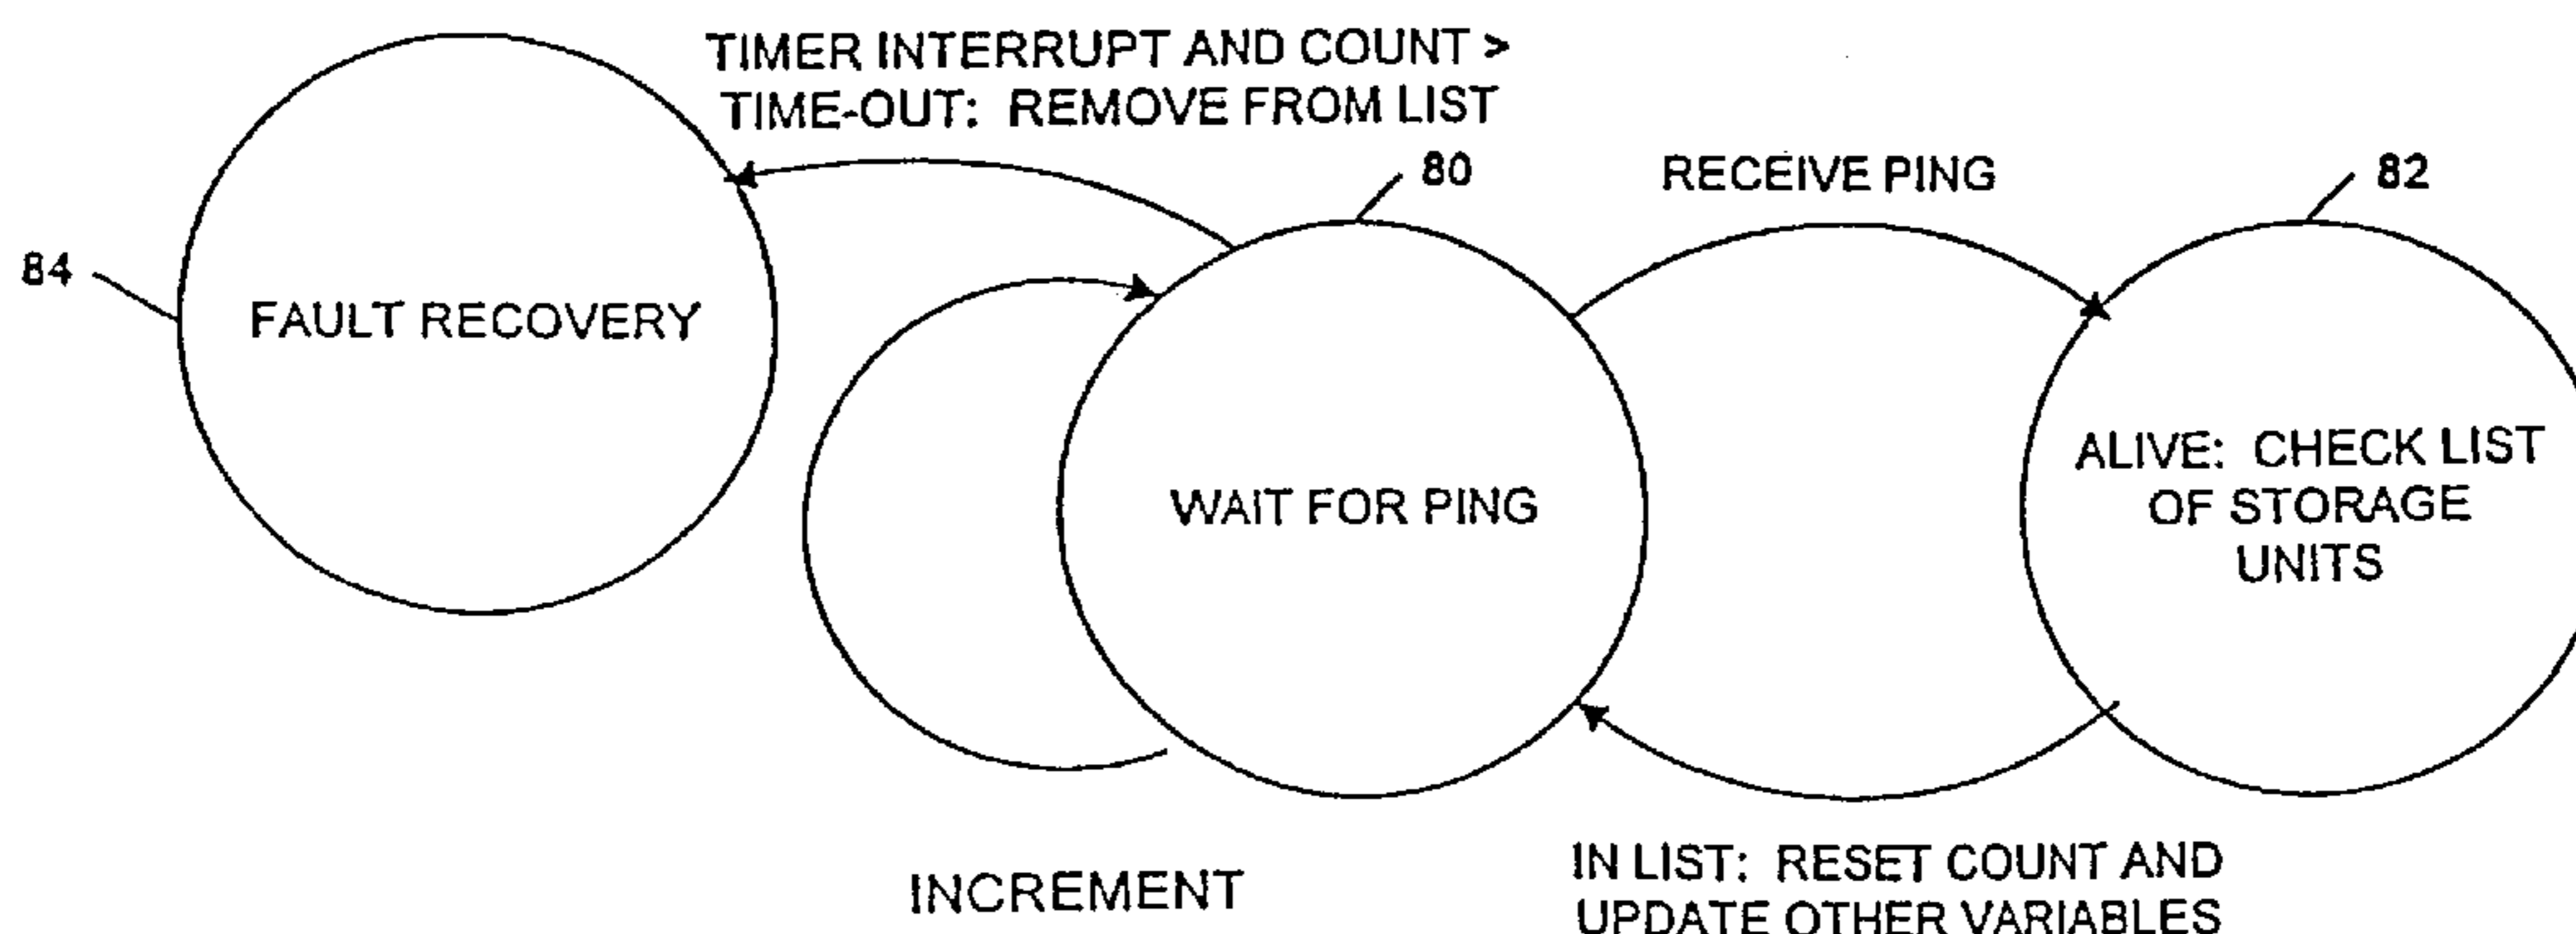 TIMER INTERRUPT AND COUNT >
TIME-OUT: REMOVE FROM LIST
80
RECEIVE PING
82
84
FAULT RECOVERY
WAIT FOR PING
ALIVE: CHECK LIST
OF STORAGE
UNITS
INCREMENT
IN LIST: RESET COUNT AND
UPDATE OTHER VARIABLES